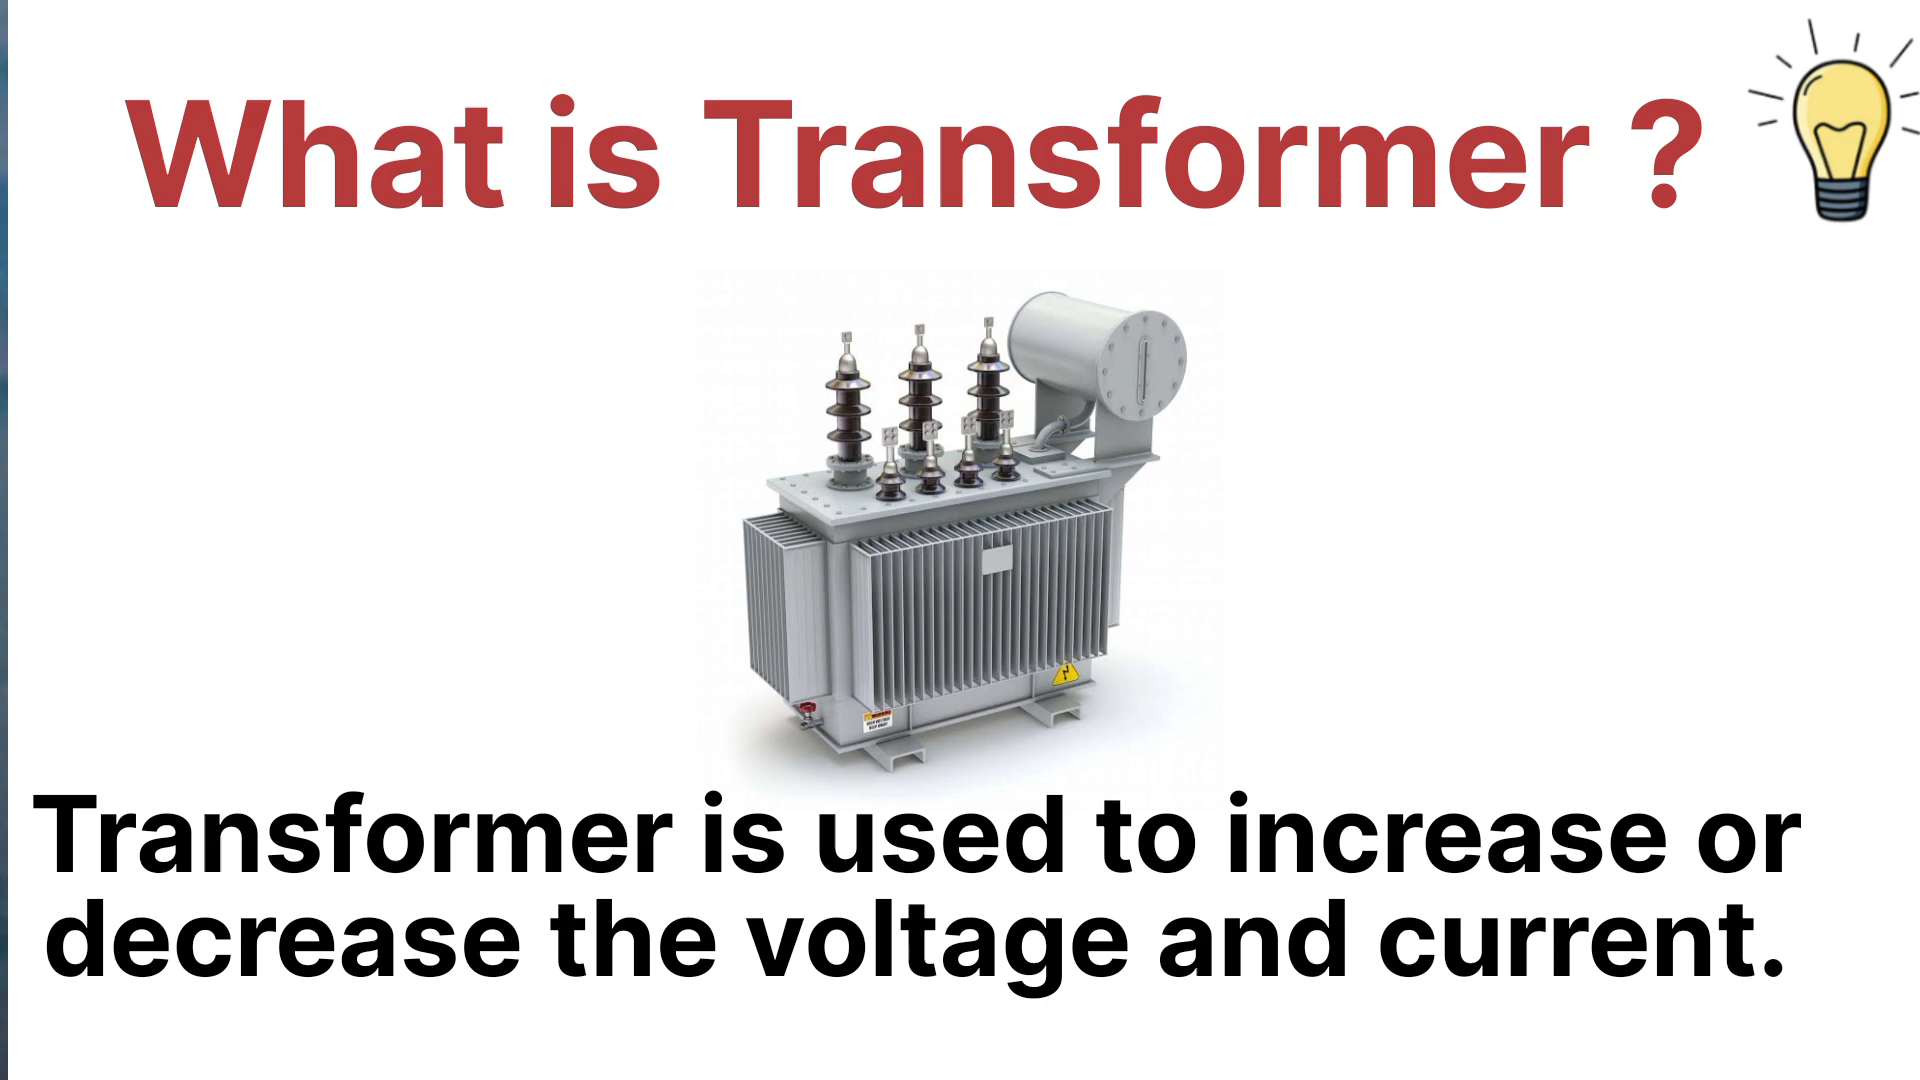 What is Transformer ?
Transformer is used to increase or
decrease the voltage and current.